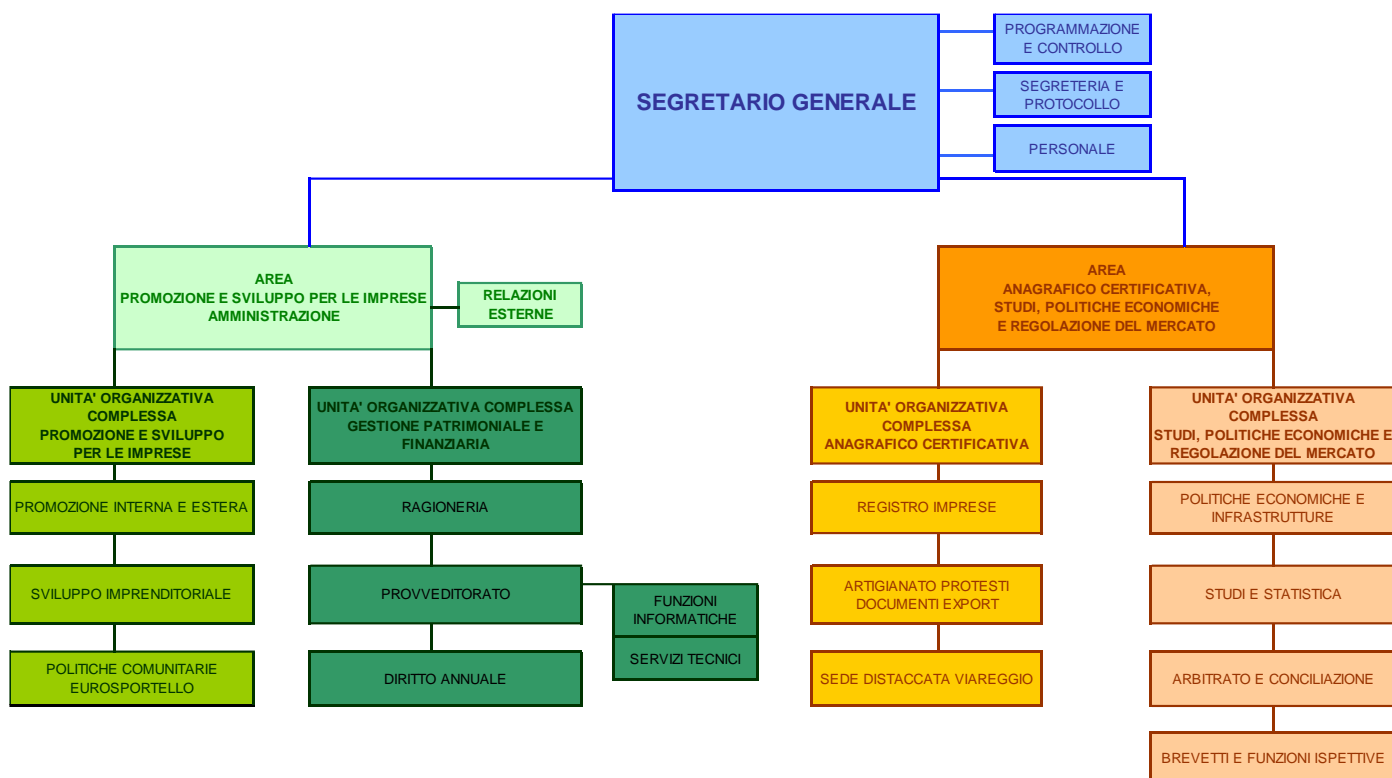 PROGRAMMAZIONE
E CONTROLLO
SEGRETARIO GENERALE
SEGRETERIA E
PROTOCOLLO
PERSONALE
AREA
PROMOZIONE E SVILUPPO PER LE IMPRESE
AMMINISTRAZIONE
RELAZIONI
ESTERNE
AREA
ANAGRAFICO CERTIFICATIVA,
STUDI, POLITICHE ECONOMICHE
E REGOLAZIONE DEL MERCATO
UNITA' ORGANIZZATIVA
COMPLESSA
PROMOZIONE E SVILUPPO
PER LE IMPRESE
UNITA' ORGANIZZATIVA COMPLESSA
GESTIONE PATRIMONIALE E
FINANZIARIA
UNITA' ORGANIZZATIVA
COMPLESSA
ANAGRAFICO CERTIFICATIVA
UNITA' ORGANIZZATIVA
COMPLESSA
STUDI, POLITICHE ECONOMICHE E
REGOLAZIONE DEL MERCATO
PROMOZIONE INTERNA E ESTERA
RAGIONERIA
REGISTRO IMPRESE
POLITICHE ECONOMICHE E
INFRASTRUTTURE
SVILUPPO IMPRENDITORIALE
PROVVEDITORATO
FUNZIONI
INFORMATICHE
SERVIZI TECNICI
ARTIGIANATO PROTESTI
DOCUMENTI EXPORT
STUDI E STATISTICA
POLITICHE COMUNITARIE
EUROSPORTELLO
DIRITTO ANNUALE
SEDE DISTACCATA VIAREGGIO
ARBITRATO E CONCILIAZIONE
BREVETTI E FUNZIONI ISPETTIVE